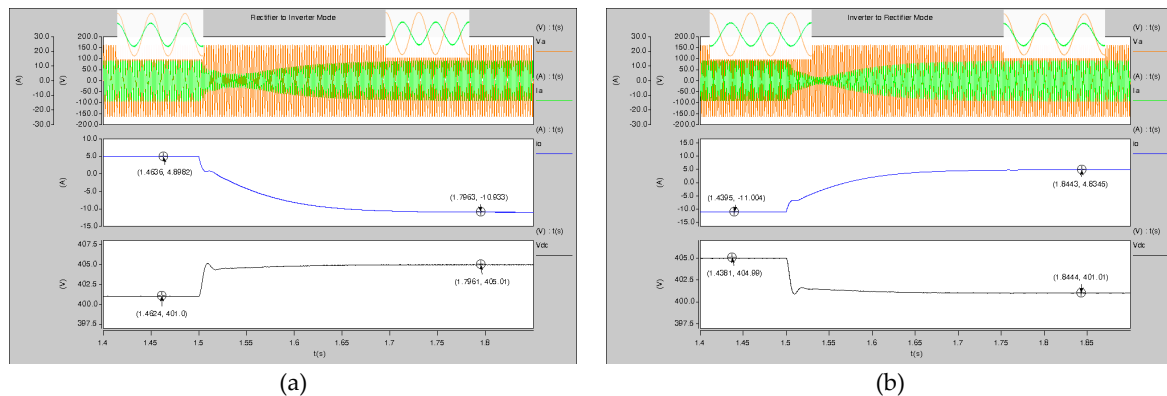 Rectifier to Inverter Mode
(V) : t(s)
Va
(A) : t(s)
Ia
(A)
30.0
20.0
10.0
0.0
-10.0
-20.0
-30.0
(V)
200.0
150.0
100.0
50.0
0.0
-50.0
-100.0
-150.0
-200.0
(A) : t(s)
io
(A)
10.0
5.0
0.0
-5.0
-10.0
-15.0
(1.4636, 4.8982)
(1.7963, -10.933)
(V) : t(s)
Vdc
(V)
407.5
405.0
402.5
400.0
397.5
(1.4624, 401.0)
(1.7961, 405.01)
1.4
1.45
1.5
1.55
1.6
1.65
1.7
1.75
1.8
t(s)
(a)
Inverter to Rectifier Mode
(V) : t(s)
Va
(A) : t(s)
Ia
(A)
30.0
20.0
10.0
0.0
-10.0
-20.0
-30.0
(V)
200.0
150.0
100.0
50.0
0.0
-50.0
-100.0
-150.0
-200.0
(A) : t(s)
io
(A)
15.0
10.0
5.0
0.0
-5.0
-10.0
-15.0
(1.4395, -11.004)
(1.8443, 4.8345)
(V) : t(s)
Vdc
(V)
405.0
402.5
400.0
397.5
(1.4381, 404.99)
(1.8444, 401.01)
1.4
1.45
1.5
1.55
1.6
1.65
1.7
1.75
1.8
1.85
t(s)
(b)